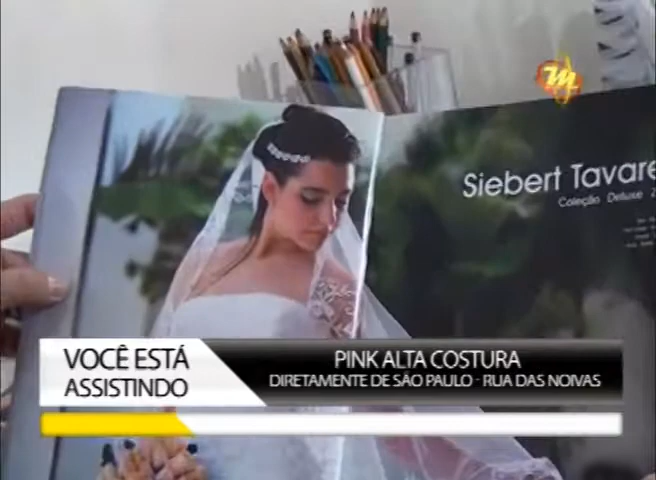 Siebert Tavare
Coleção Deluxe
VOCÊ ESTÁ
ASSISTINDO
PINK ALTA COSTURA
DIRETAMENTE DE SÃO PAULO - RUA DAS NOIVAS